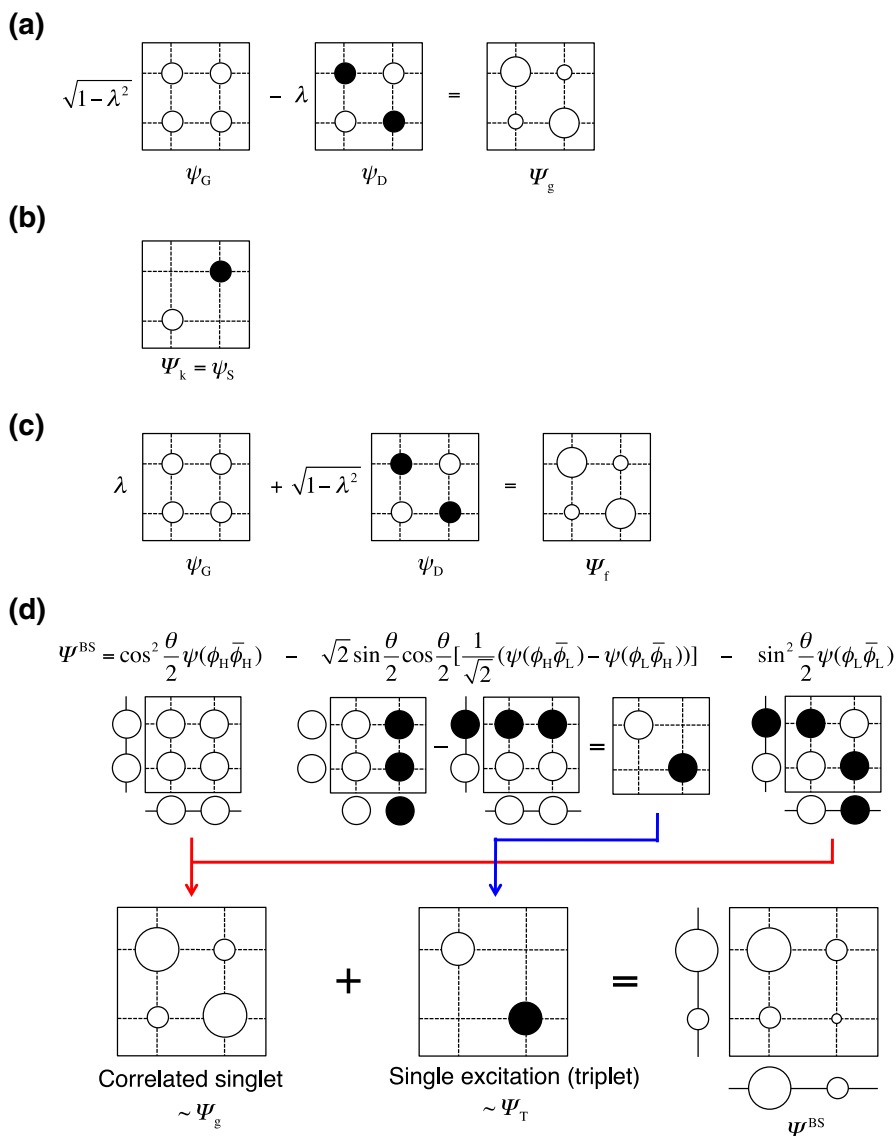 (a)
√(1−λ²) − λ =
ψ_G ψ_D Ψ_g
(b)
Ψ_k = ψ_S
(c)
λ + √(1−λ²) =
ψ_G ψ_D Ψ_f
(d)
Ψ^BS = cos² θ/2 ψ(ϕ_H ϕ̄_H) − √2 sin θ/2 cos θ/2 [1/√2 (ψ(ϕ_H ϕ̄_L) − ψ(ϕ_L ϕ̄_H))] − sin² θ/2 ψ(ϕ_L ϕ̄_L)
− =
+ =
Correlated singlet Single excitation (triplet)
~ Ψ_g ~ Ψ_T Ψ^BS